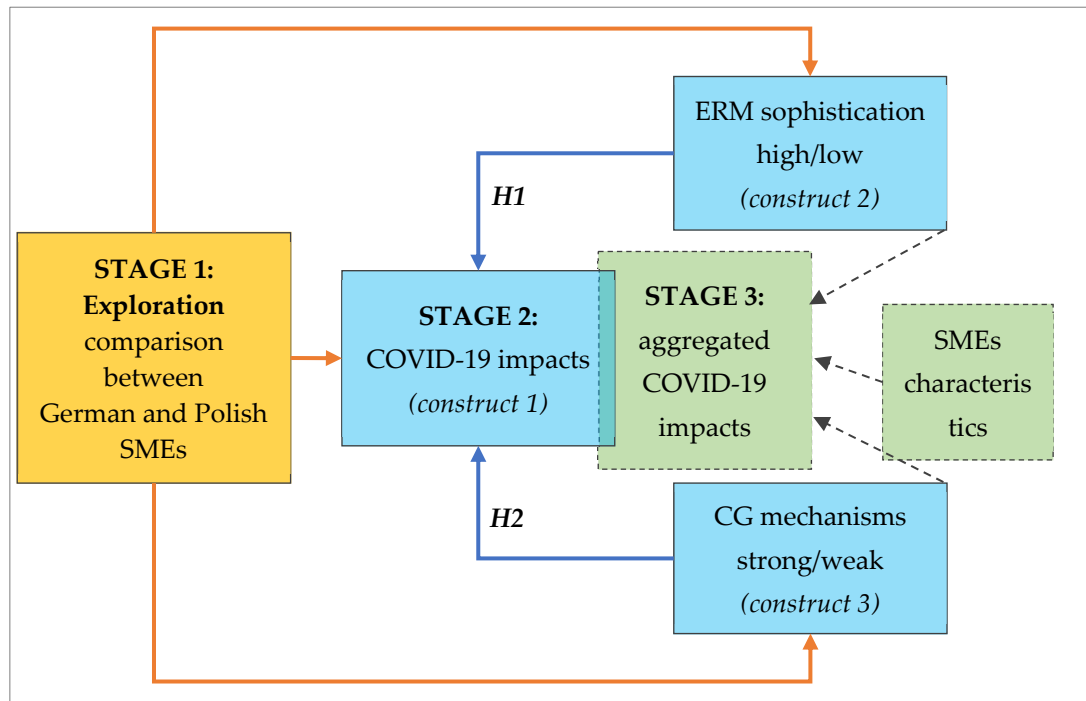 ERM sophistication
high/low
(construct 2)
H1
STAGE 1:
Exploration
comparison
between
German and Polish
SMEs
STAGE 2:
COVID-19 impacts
(construct 1)
STAGE 3:
aggregated
COVID-19
impacts
SMEs
characteris
tics
H2
CG mechanisms
strong/weak
(construct 3)